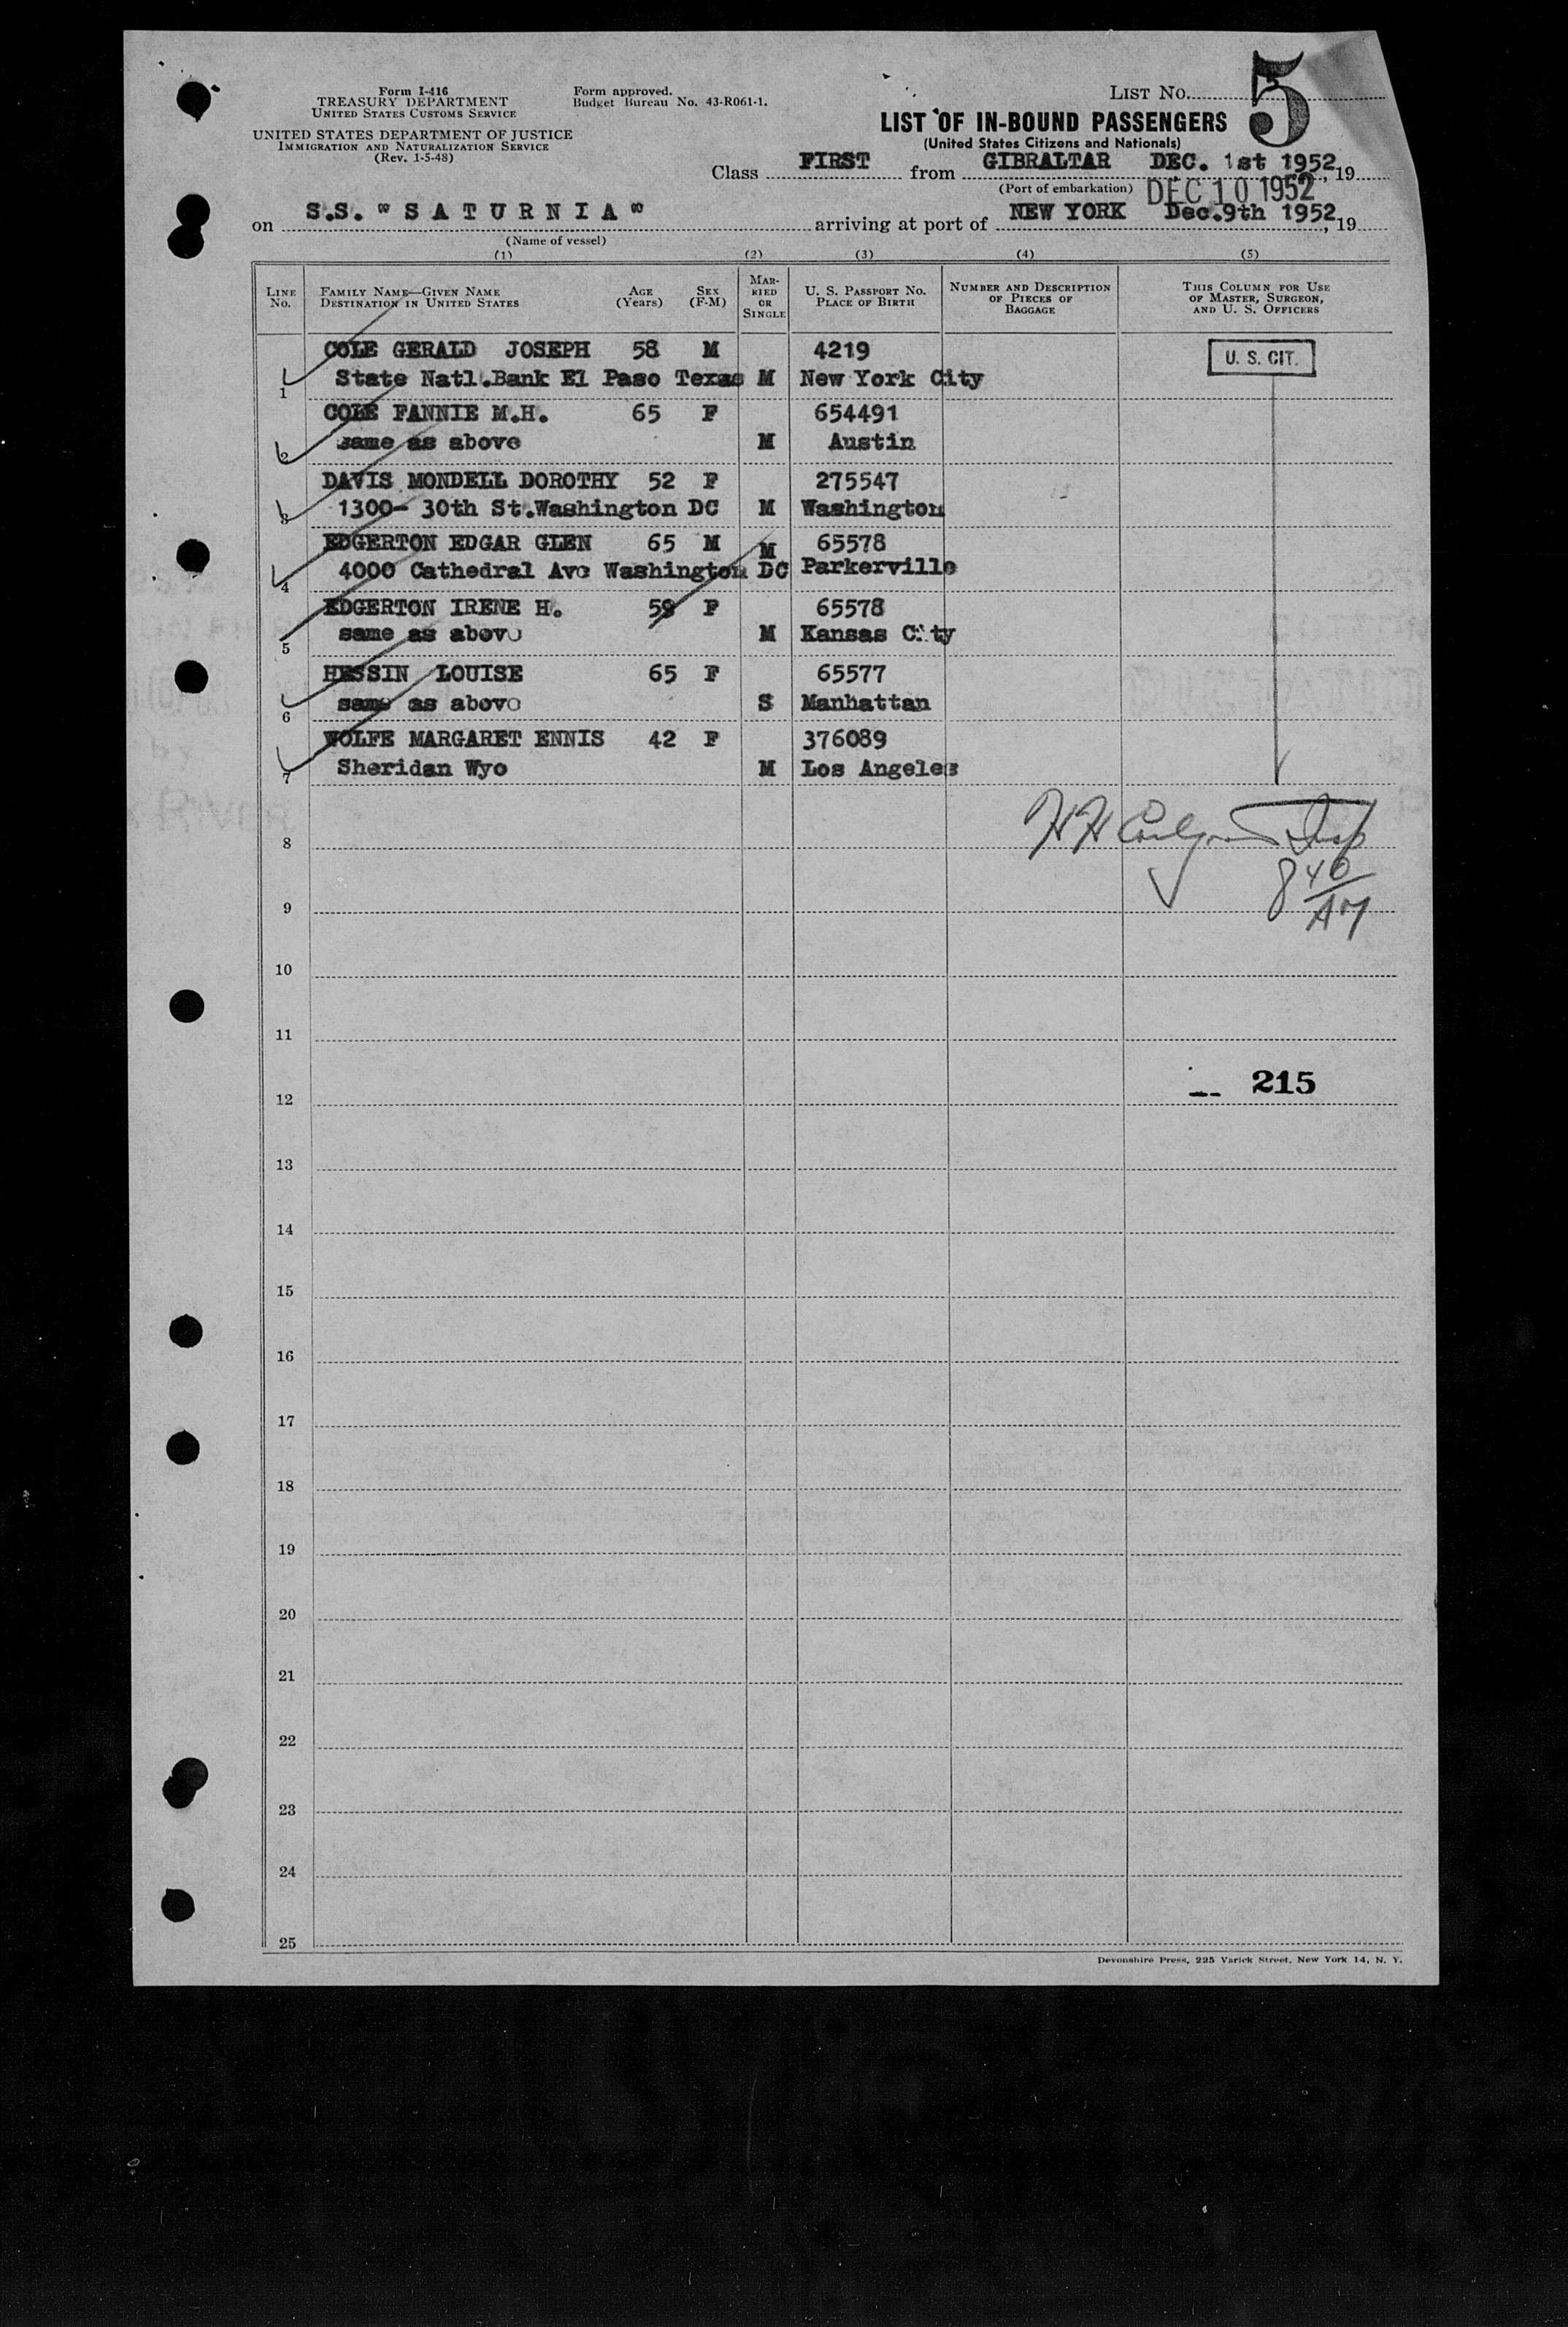 Form I-416
TREASURY DEPARTMENT
UNITED STATES CUSTOMS SERVICE
UNITED STATES DEPARTMENT OF JUSTICE
IMMIGRATION AND NATURALIZATION SERVICE
(Rev. 1-5-48)
Form approved.
Budget Bureau No. 43-R061-1.
LIST NO. 5
LIST OF IN-BOUND PASSENGERS
(United States Citizens and Nationals)
Class FIRST from GIBRALTAR DEC. 1st 1952, 19
(Port of embarkation) DEC 10 1952
on S.S. "SATURNIA" arriving at port of NEW YORK Dec.9th 1952, 19
(Name of vessel)
(1) (2) (3) (4) (5)
LINE NO. FAMILY NAME—GIVEN NAME DESTINATION IN UNITED STATES AGE (Years) SEX (F-M) MARRIED OR SINGLE U. S. PASSPORT NO. PLACE OF BIRTH NUMBER AND DESCRIPTION OF PIECES OF BAGGAGE THIS COLUMN FOR USE OF MASTER, SURGEON, AND U. S. OFFICERS
COLE GERALD JOSEPH 58 M 4219 U. S. CIT.
1 State Natl.Bank El Paso Texas M New York City
COLE FANNIE M.H. 65 F 654491
2 same as above M Austin
DAVIS MONDELL DOROTHY 52 F 275547
3 1300- 30th St.Washington DC M Washington
EDGERTON EDGAR GLEN 65 M M 65578
4 4000 Cathedral Ave Washington DC Parkerville
EDGERTON IRENE H. 59 F 65578
5 same as above M Kansas City
HESSIN LOUISE 65 F 65577
6 same as above S Manhattan
WOLFE MARGARET ENNIS 42 F 376089
7 Sheridan Wyo M Los Angeles
8
8 40 AM
9
10
11
215
12
13
14
15
16
17
18
19
20
21
22
23
24
25
Devonshire Press, 225 Varick Street, New York 14, N. Y.